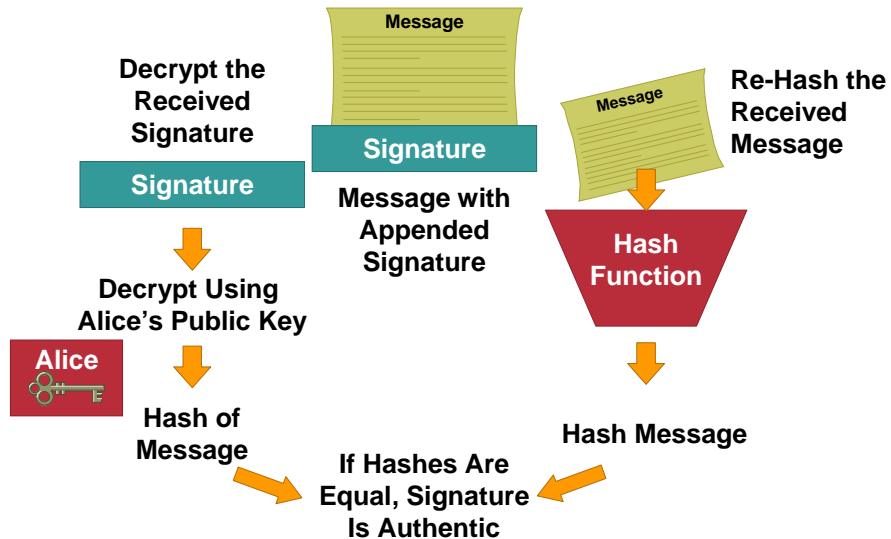 Message
Decrypt the
Received
Signature
Signature
Signature
Message with
Appended
Signature
Message
Re-Hash the
Received
Message
Hash
Function
Decrypt Using
Alice's Public Key
Alice
Hash of
Message
Hash Message
If Hashes Are
Equal, Signature
Is Authentic